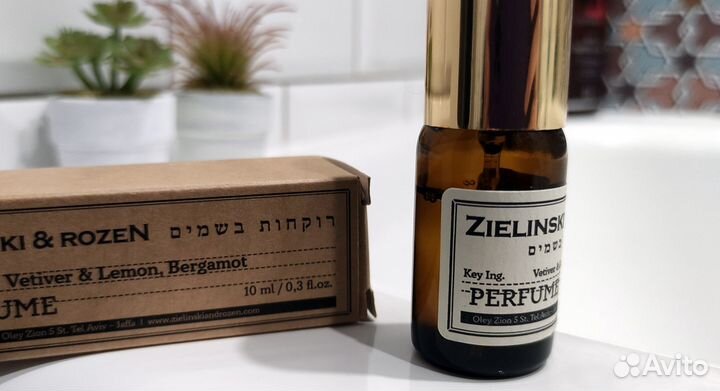 KI & ROZEN רוקחות בשמים
Vetiver & Lemon, Bergamot
UME
10 ml / 0,3 fl.oz.
Oley Zion 5 St. Tel Aviv - Jaffa | www.zielinskiandrozen.com
ZIELINSKI
בשמים
Key Ing. Vetiver &
PERFUME
Oley Zion 5 St. Tel Aviv - Jaf
Avito